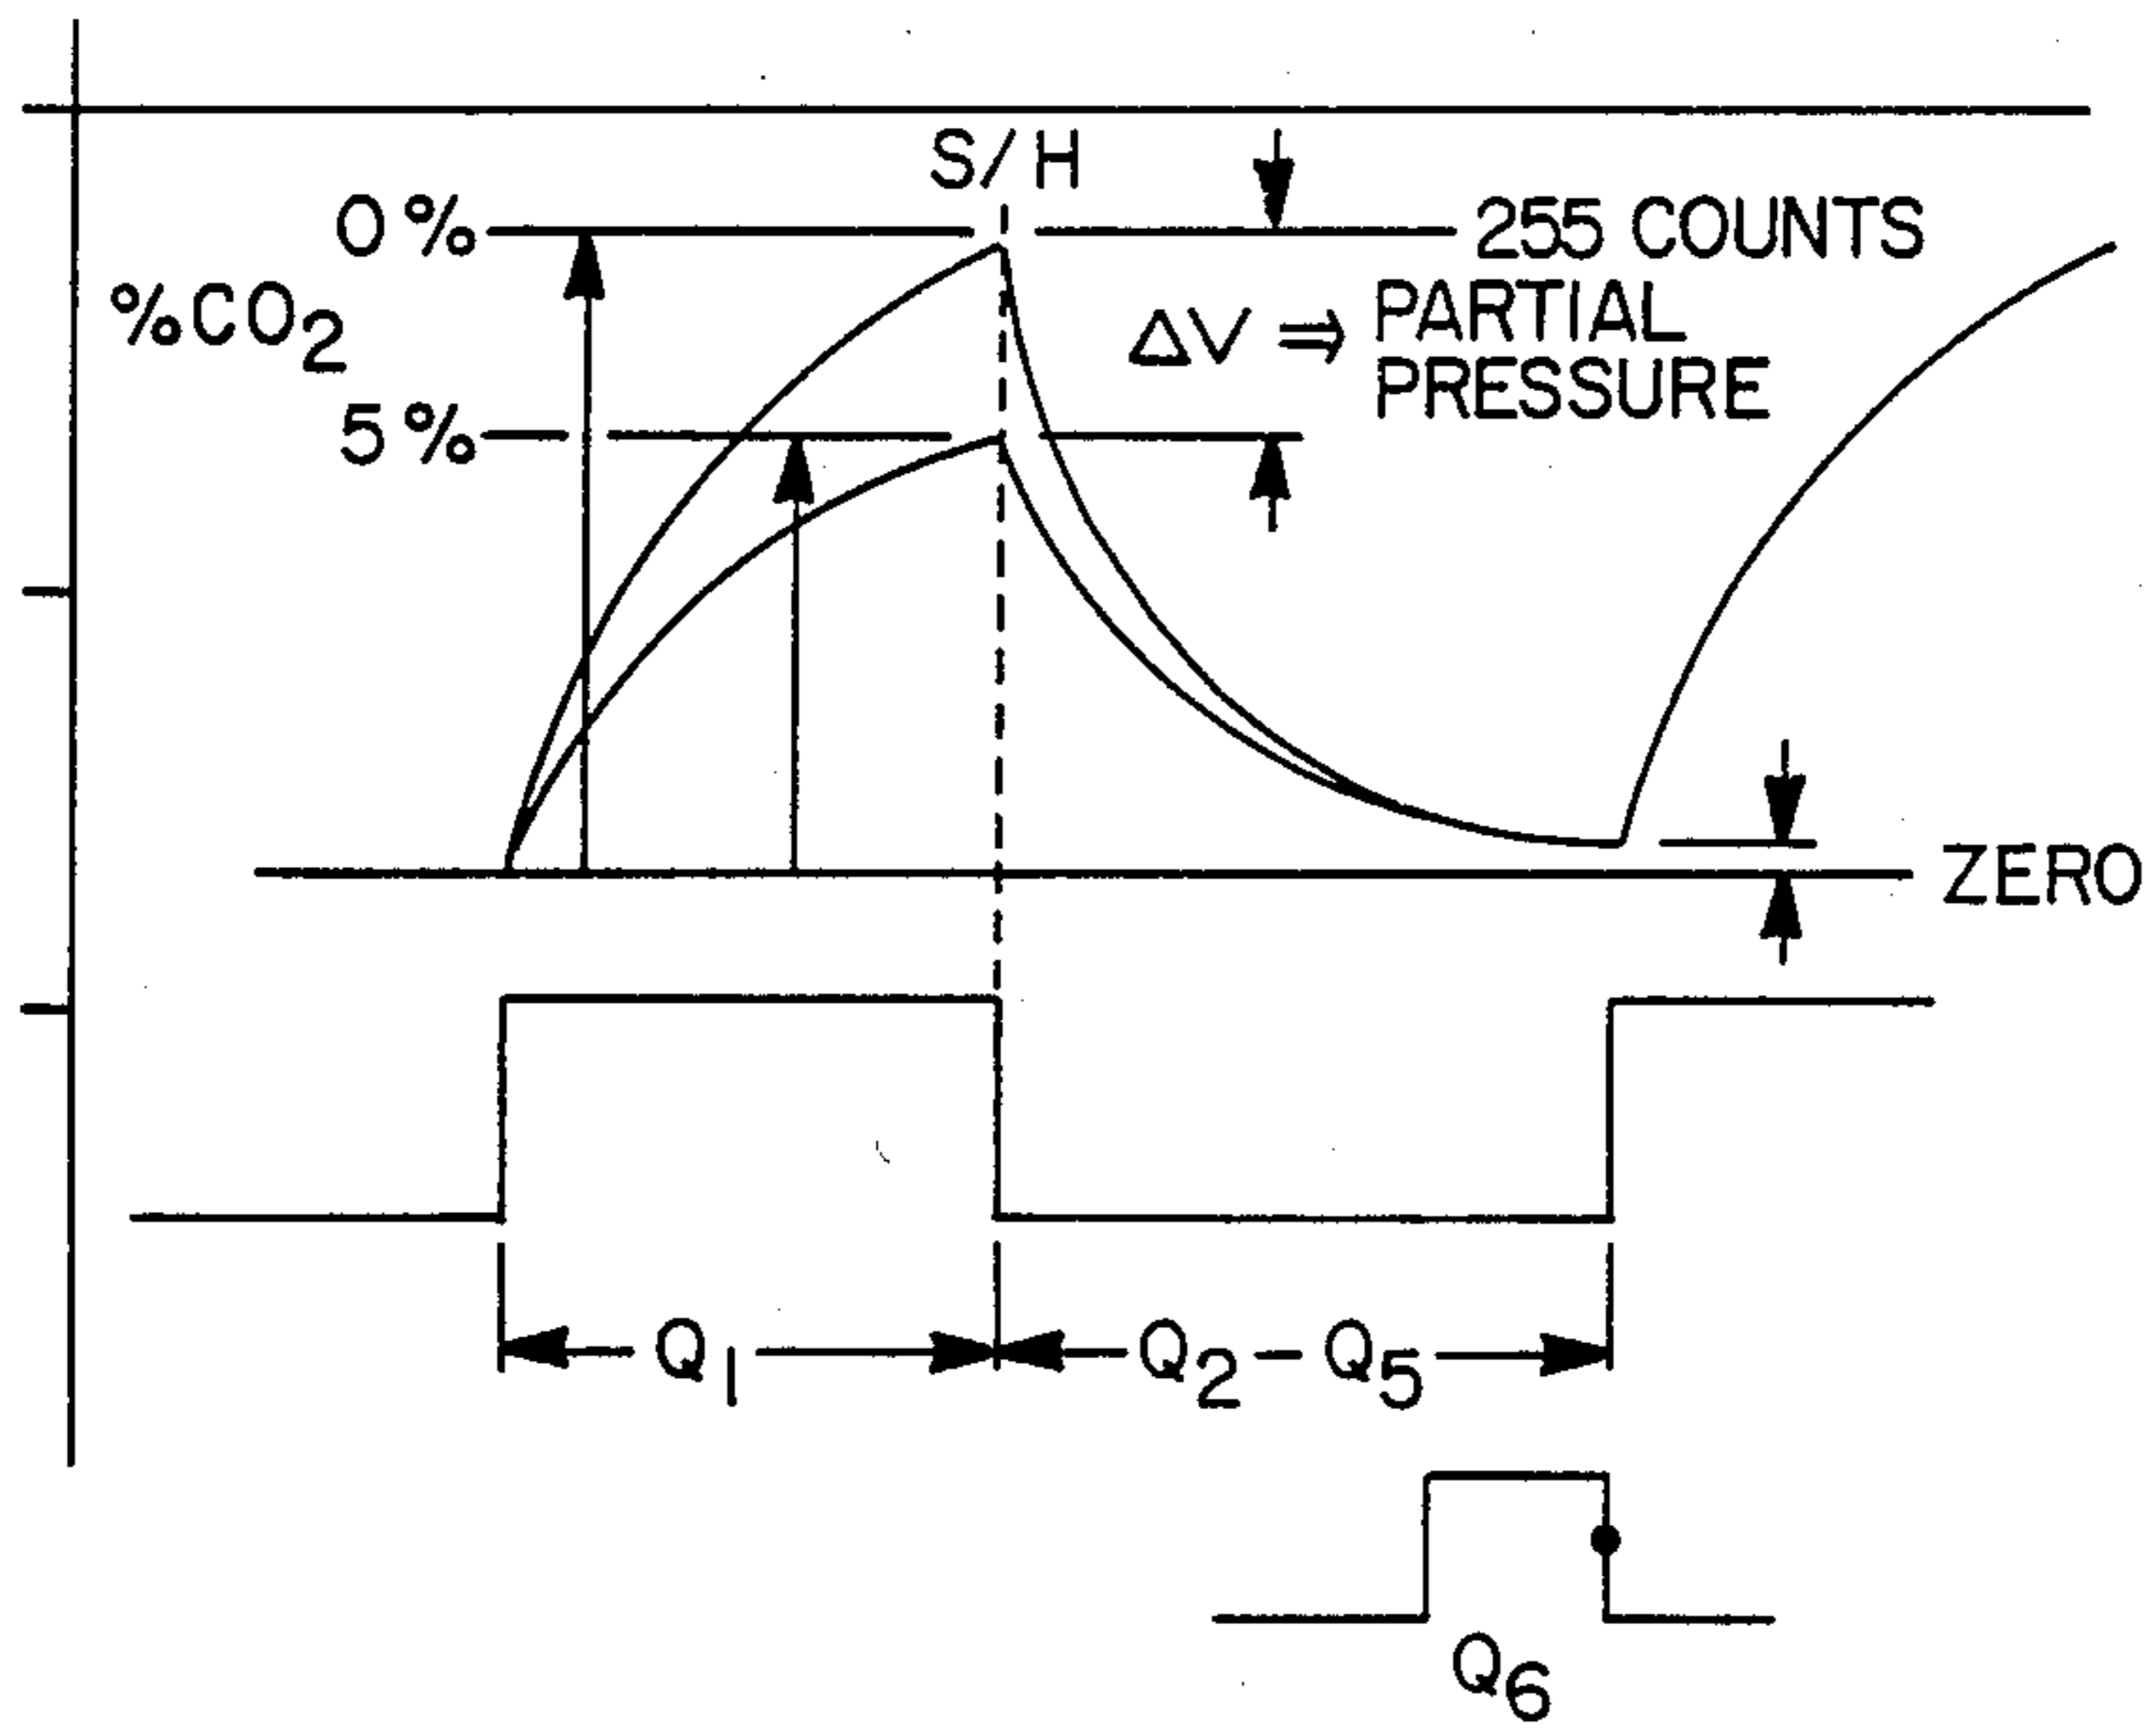 S/H
0%
255 COUNTS
%CO2
ΔV ⇒ PARTIAL
PRESSURE
5%
ZERO
Q1
Q2-Q5
Q6